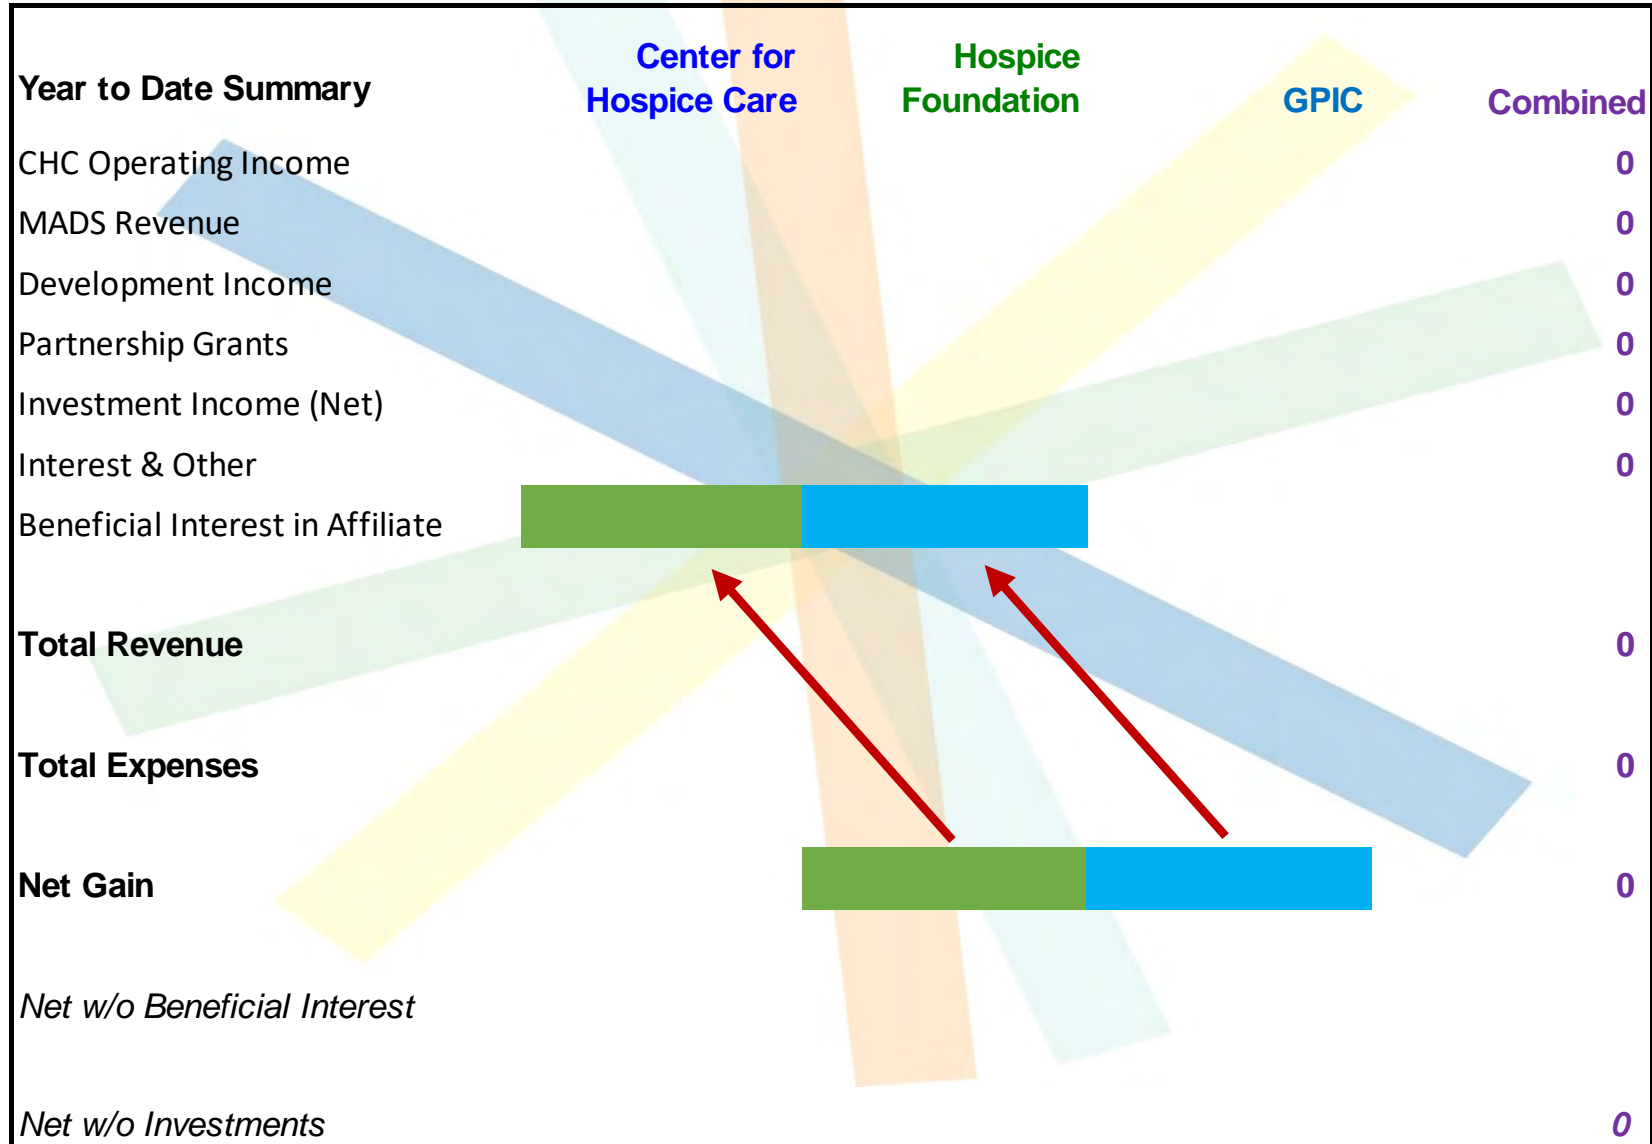 Year to Date Summary
Center for
Hospice Care
Hospice
Foundation
GPIC
Combined
CHC Operating Income 0
MADS Revenue 0
Development Income 0
Partnership Grants 0
Investment Income (Net) 0
Interest & Other 0
Beneficial Interest in Affiliate
Total Revenue 0
Total Expenses 0
Net Gain 0
Net w/o Beneficial Interest
Net w/o Investments 0